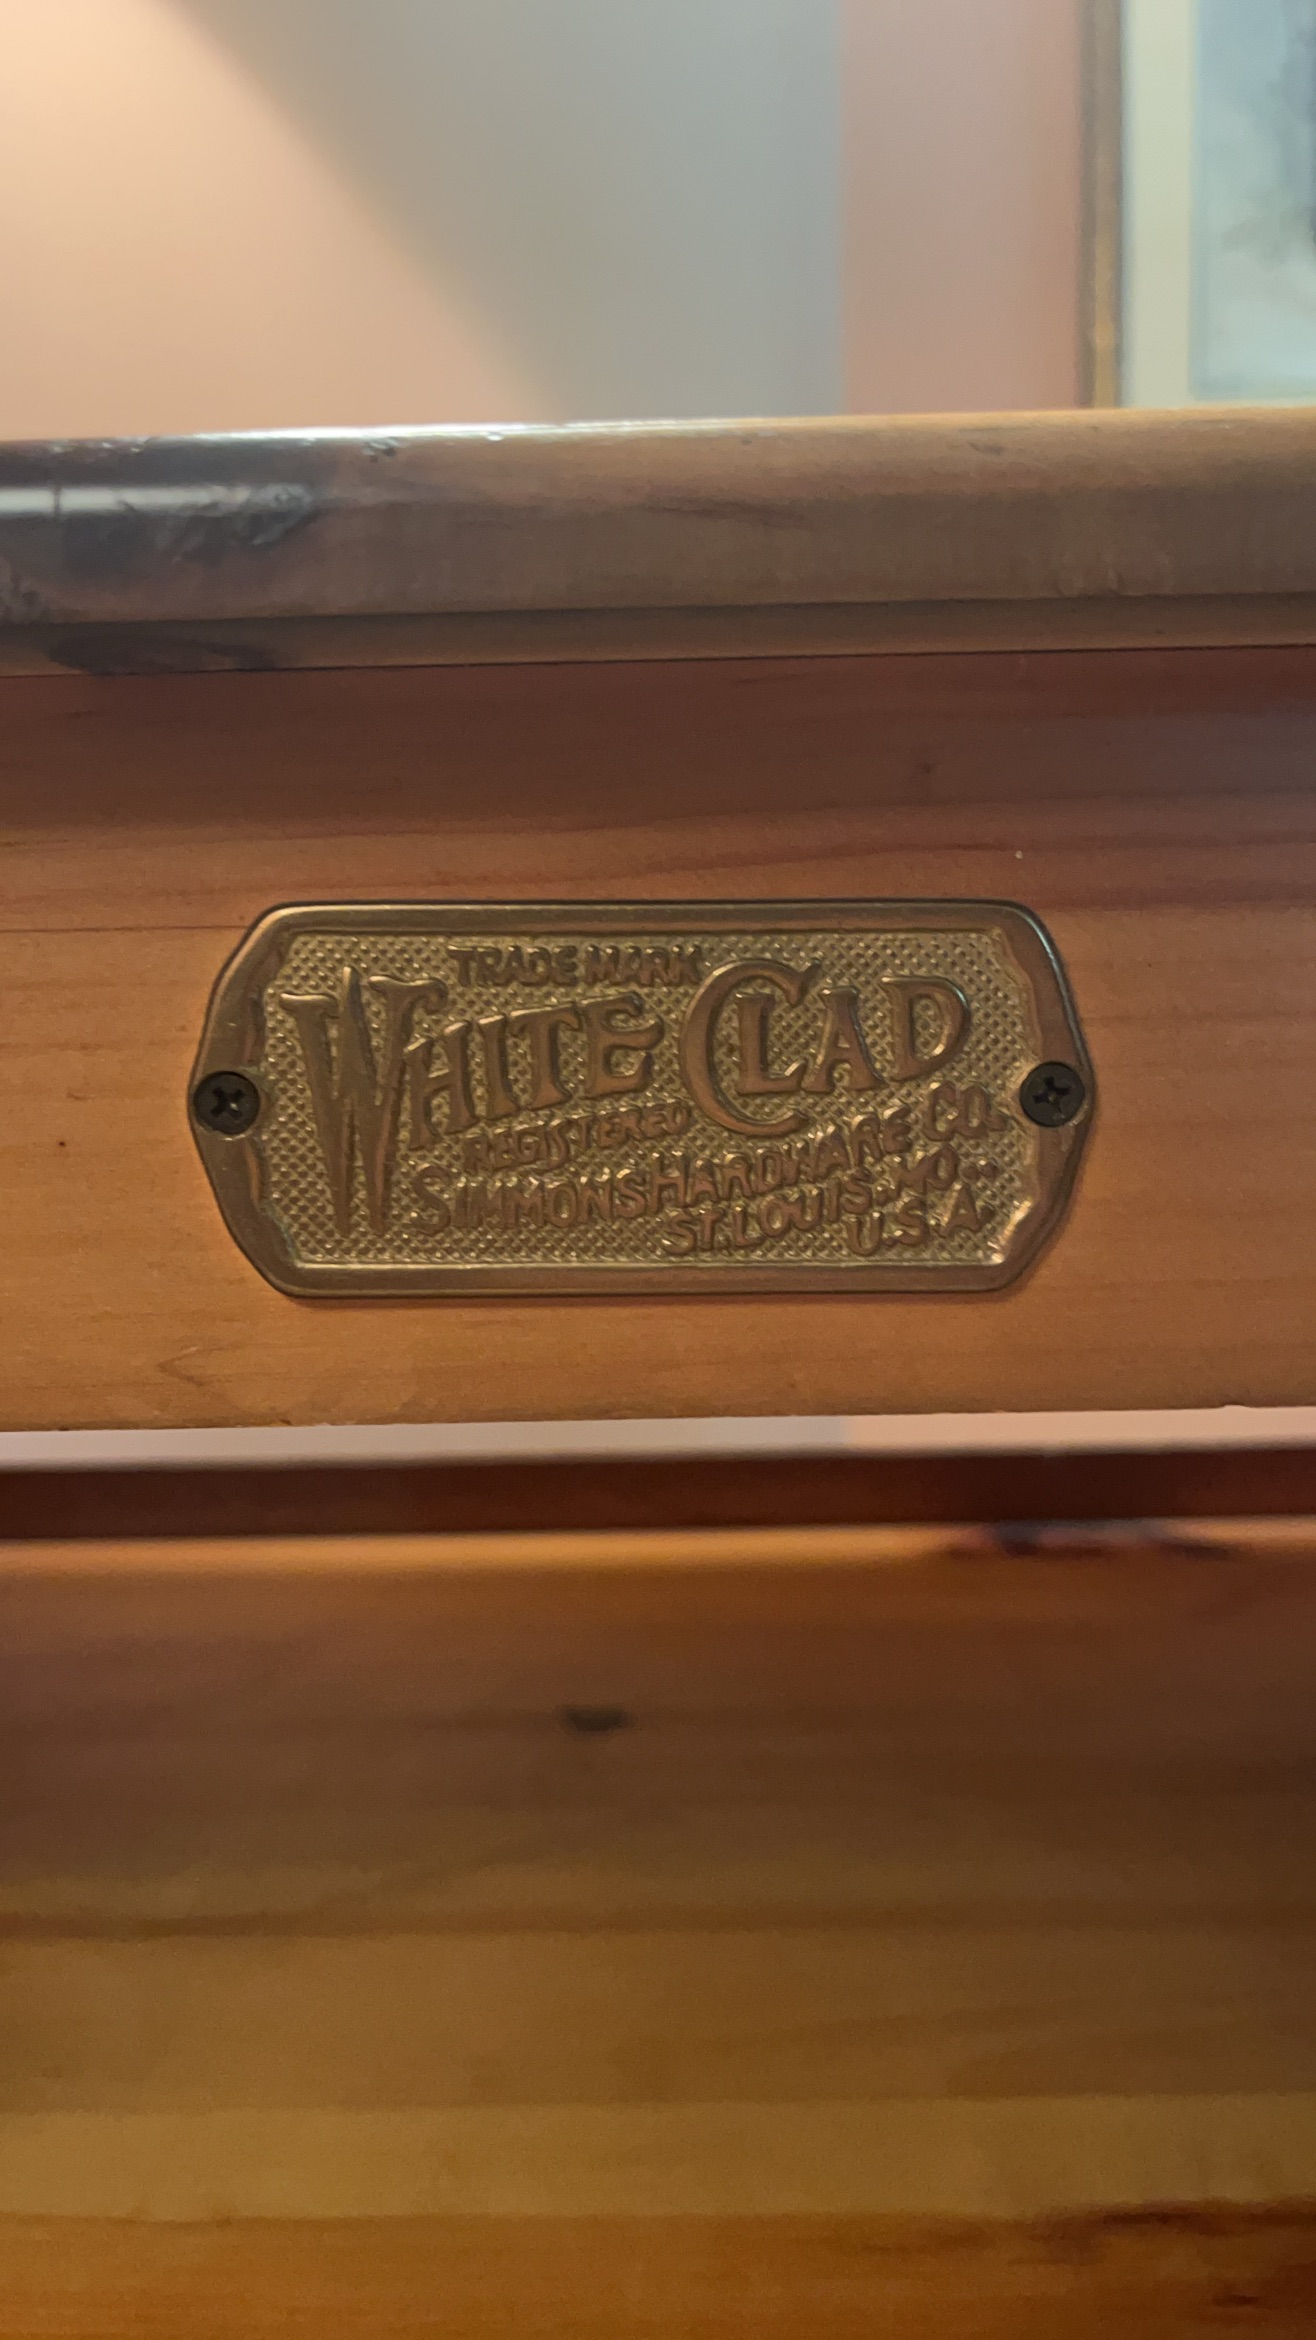 TRADE MARK
WHITE CLAD
REGISTERED
SIMMONS HARDWARE CO.
ST. LOUIS. MO..
U.S.A.